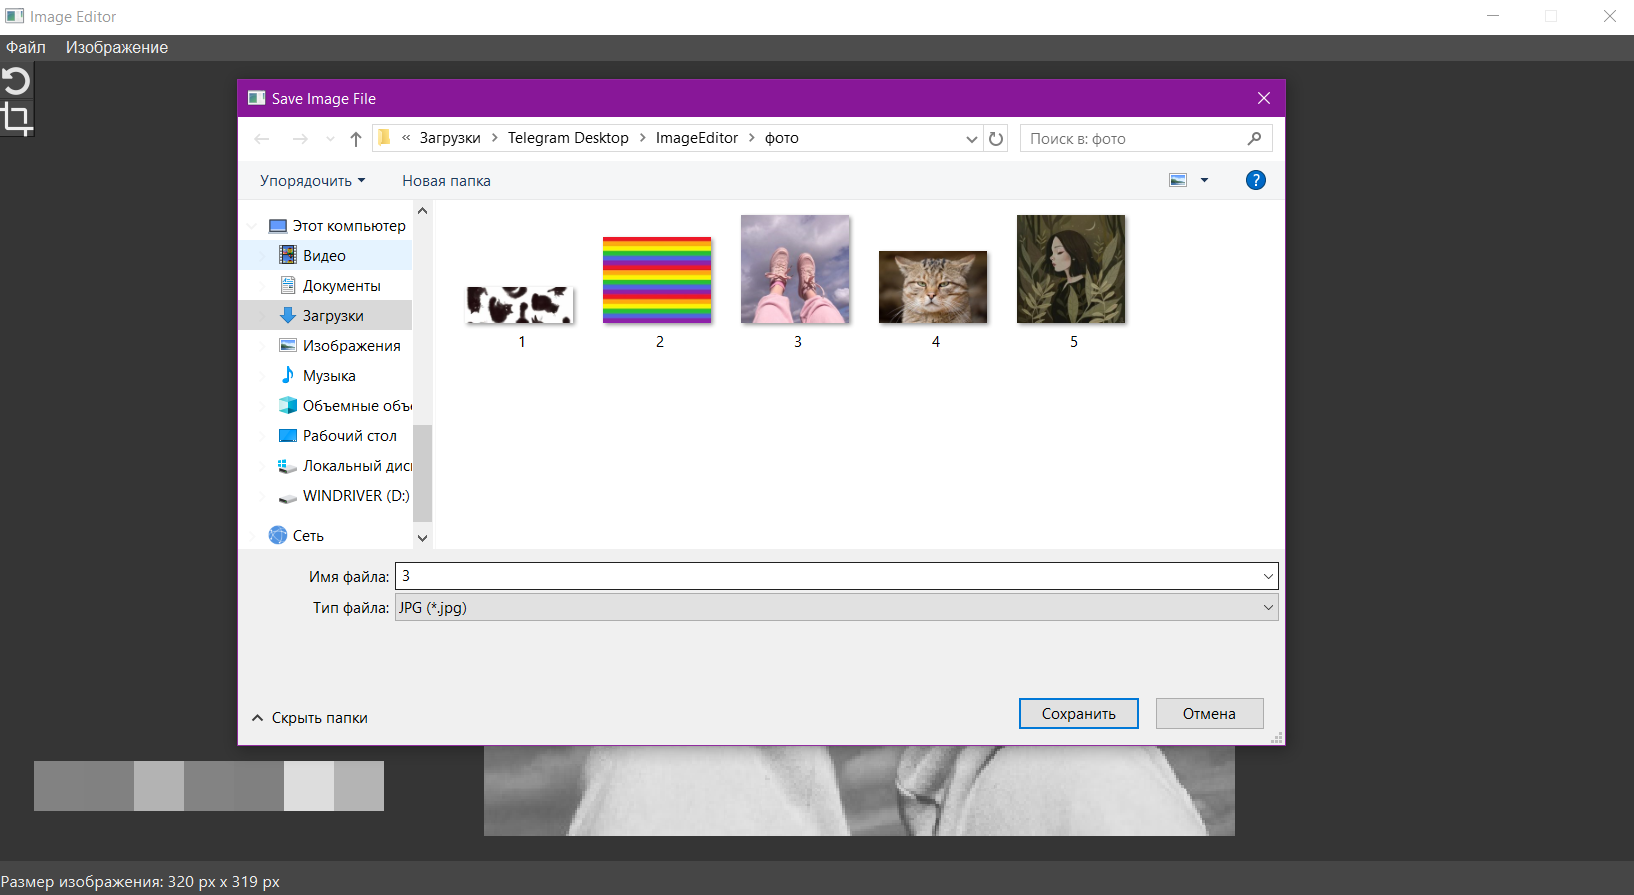 Image Editor
Файл Изображение
Save Image File
« Загрузки > Telegram Desktop > ImageEditor > фото
Поиск в: фото
Упорядочить Новая папка
?
Этот компьютер
Видео
Документы
Загрузки
Изображения
Музыка
Объемные объе
Рабочий стол
Локальный дис
WINDRIVER (D:)
Сеть
1 2 3 4 5
Имя файла: 3
Тип файла: JPG (*.jpg)
Скрыть папки
Сохранить Отмена
Размер изображения: 320 px x 319 px